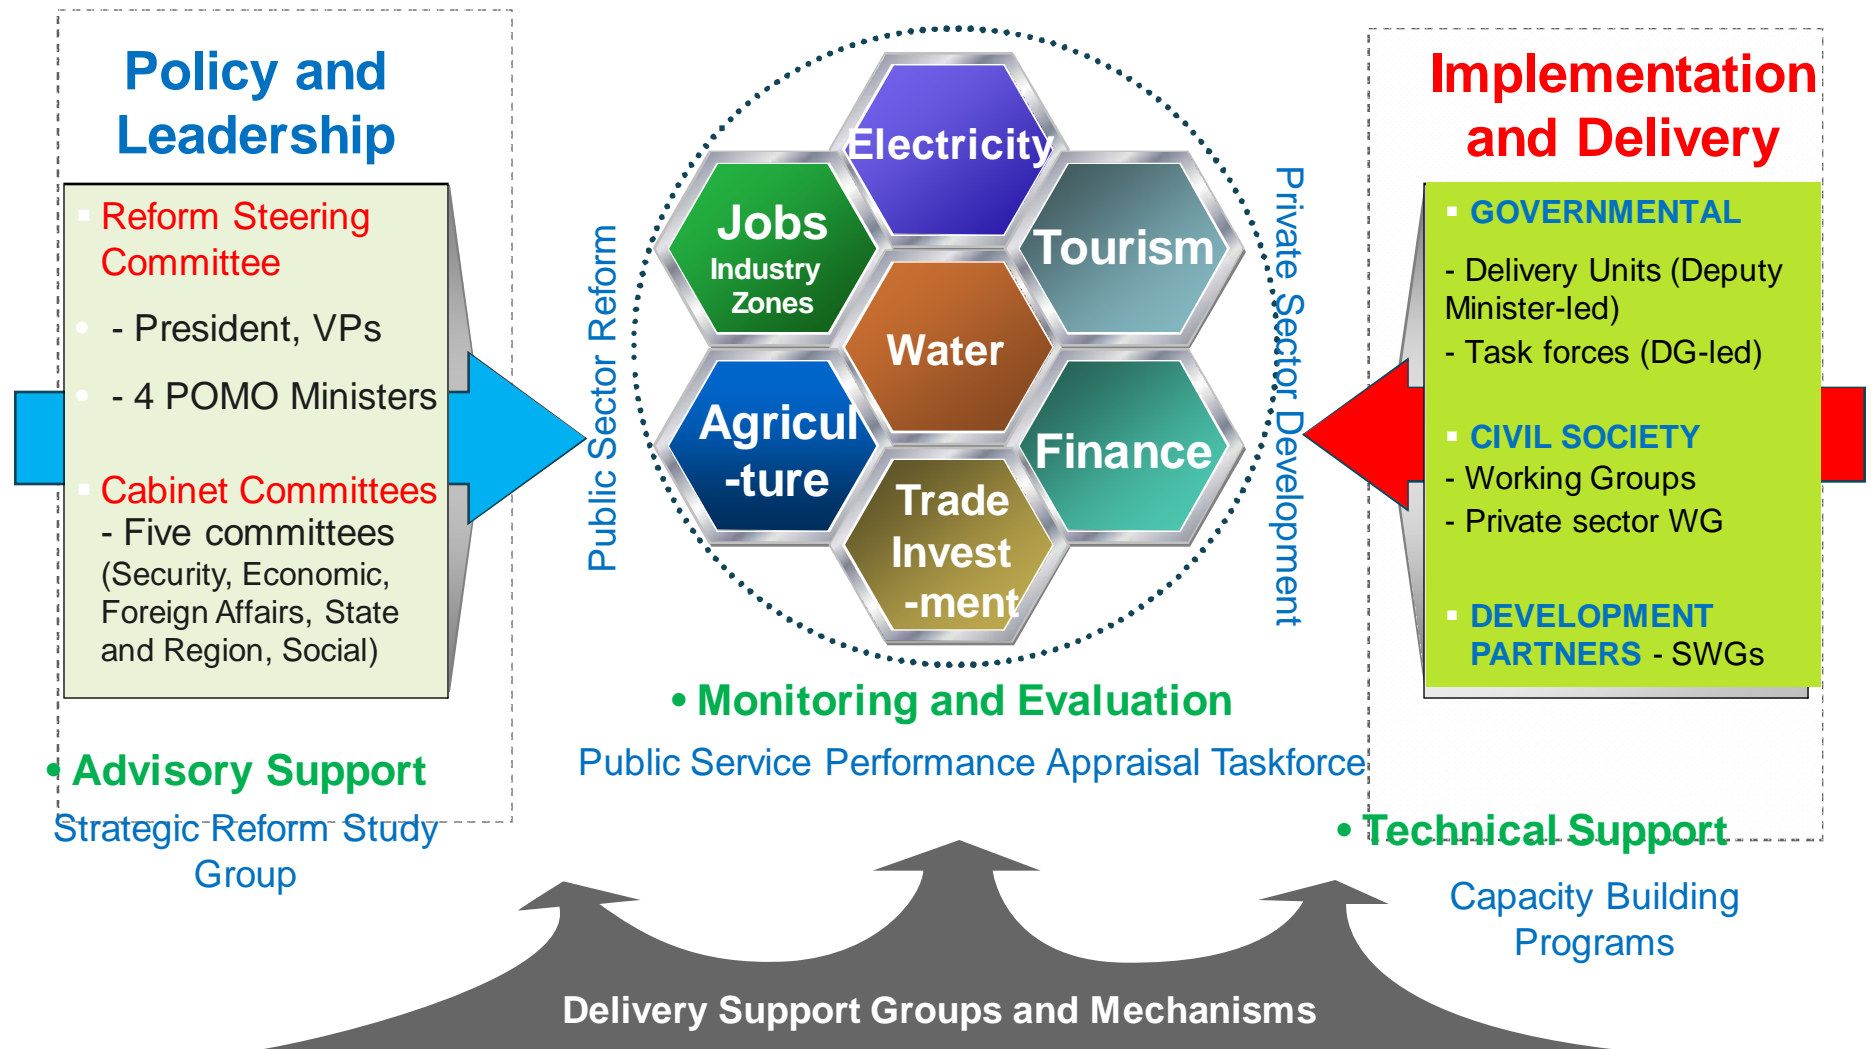 Policy and
Leadership
Reform Steering
Committee
- President, VPs
- 4 POMO Ministers
Cabinet Committees
- Five committees
(Security, Economic,
Foreign Affairs, State
and Region, Social)
• Advisory Support
Strategic Reform Study
Group
Public Sector Reform
Electricity
Jobs
Industry
Zones
Tourism
Water
Agricul
-ture
Finance
Trade
Invest
-ment
Private Sector Development
• Monitoring and Evaluation
Public Service Performance Appraisal Taskforce
Implementation
and Delivery
GOVERNMENTAL
- Delivery Units (Deputy
Minister-led)
- Task forces (DG-led)
CIVIL SOCIETY
- Working Groups
- Private sector WG
DEVELOPMENT
PARTNERS - SWGs
• Technical Support
Capacity Building
Programs
Delivery Support Groups and Mechanisms